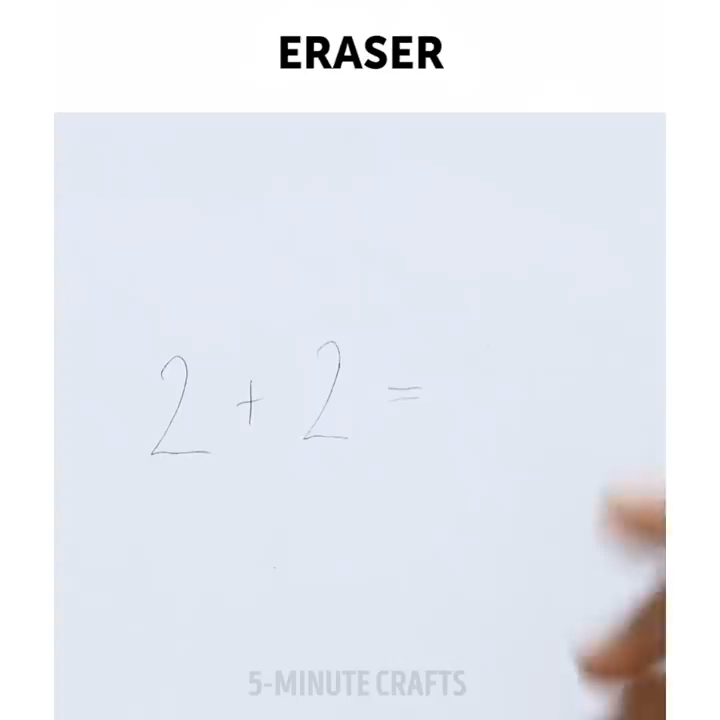 ERASER
2 + 2 =
5-MINUTE CRAFTS